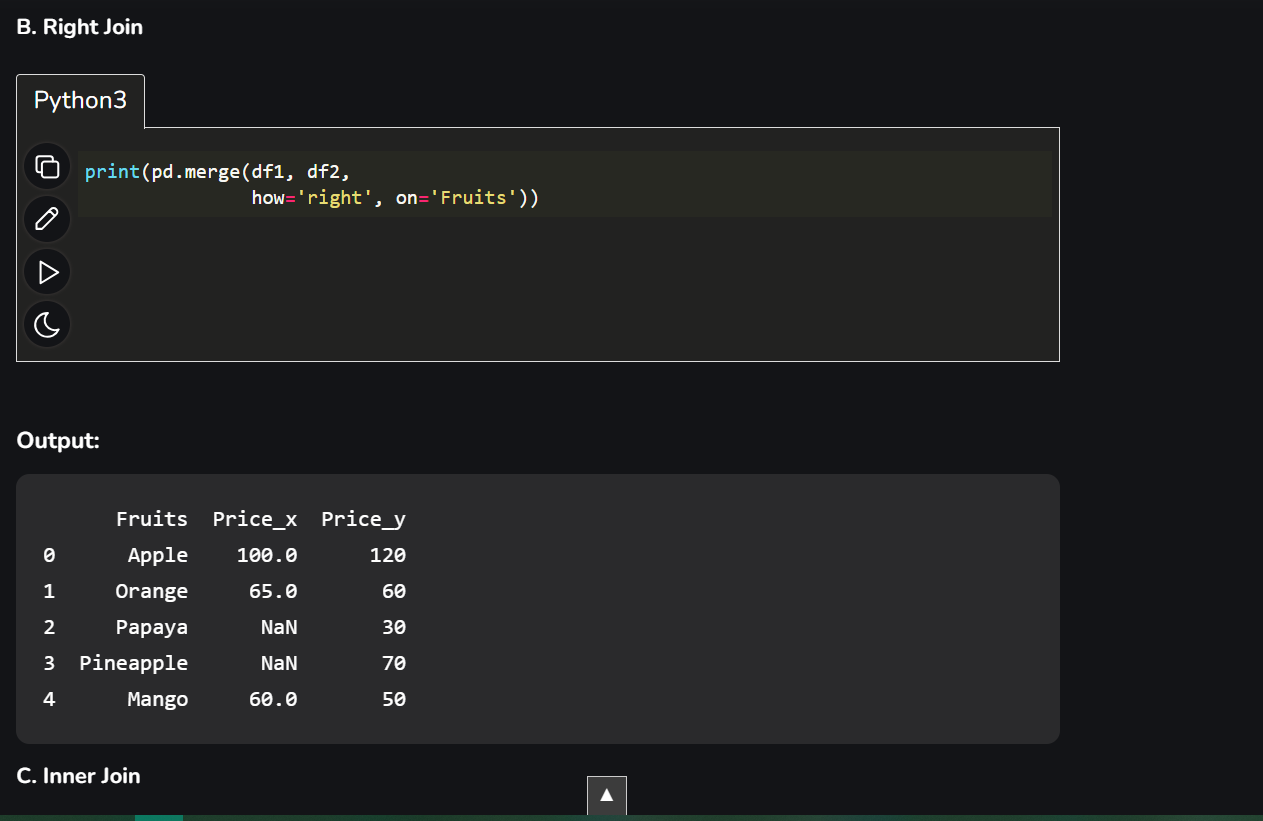 B. Right Join
Python3
print(pd.merge(df1, df2,
how='right', on='Fruits'))
Output:
Fruits Price_x Price_y
0 Apple 100.0 120
1 Orange 65.0 60
2 Papaya NaN 30
3 Pineapple NaN 70
4 Mango 60.0 50
C. Inner Join